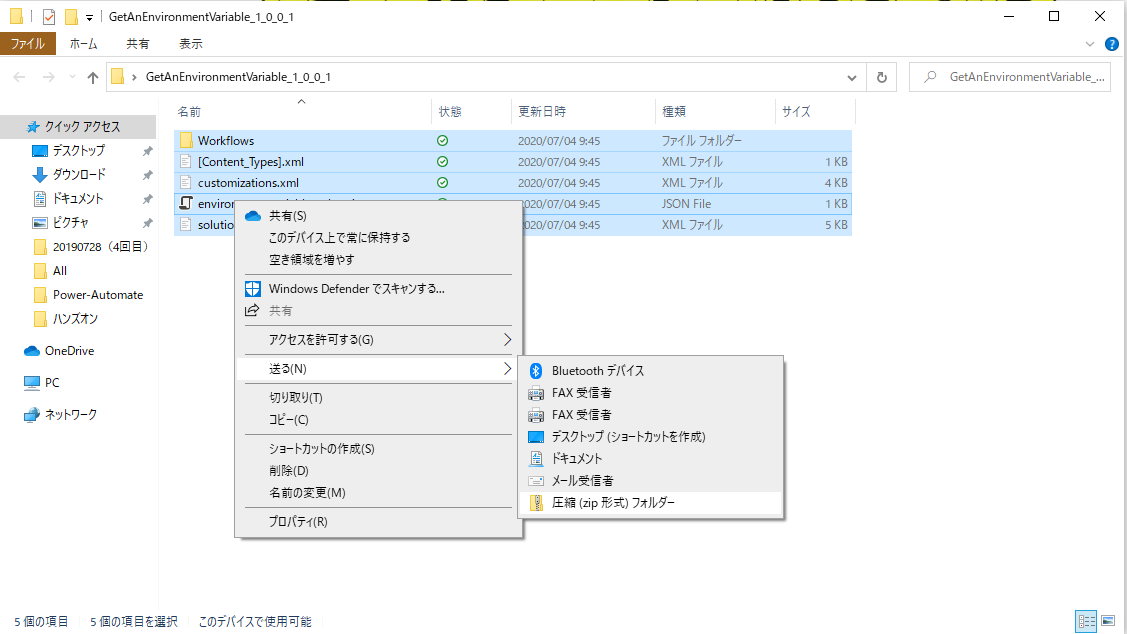 GetAnEnvironmentVariable_1_0_0_1
ファイル ホーム 共有 表示
GetAnEnvironmentVariable_1_0_0_1
GetAnEnvironmentVariable_...
名前 状態 更新日時 種類 サイズ
クイック アクセス
デスクトップ
ダウンロード
ドキュメント
ピクチャ
20190728（4回目）
All
Power-Automate
ハンズオン
OneDrive
PC
ネットワーク
Workflows 2020/07/04 9:45 ファイル フォルダー
[Content_Types].xml 2020/07/04 9:45 XML ファイル 1 KB
customizations.xml 2020/07/04 9:45 XML ファイル 4 KB
environ 2020/07/04 9:45 JSON File 1 KB
solutio 2020/07/04 9:45 XML ファイル 5 KB
共有(S)
このデバイス上で常に保持する
空き領域を増やす
Windows Defender でスキャンする...
共有
アクセスを許可する(G)
送る(N)
切り取り(T)
コピー(C)
ショートカットの作成(S)
削除(D)
名前の変更(M)
プロパティ(R)
Bluetooth デバイス
FAX 受信者
FAX 受信者
デスクトップ (ショートカットを作成)
ドキュメント
メール受信者
圧縮 (zip 形式) フォルダー
5 個の項目 5 個の項目を選択 このデバイスで使用可能